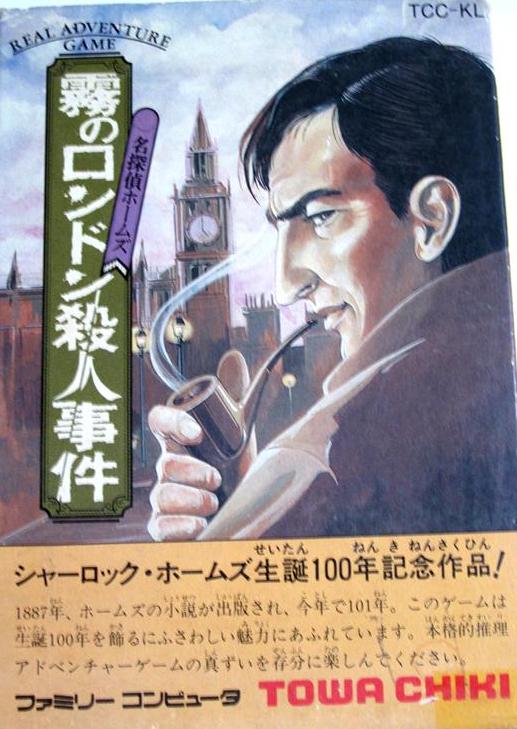 TCC-KL
REAL ADVENTURE
GAME
名探偵ホームズ
霧のロンドン殺人事件
シャーロック・ホームズ生誕100年記念作品!
1887年、ホームズの小説が出版され、今年で101年。このゲームは
生誕100年を飾るにふさわしい魅力にあふれています。本格的推理
アドベンチャーゲームの真ずいを存分に楽しんでください。
ファミリー コンピュータ TOWA CHIKI